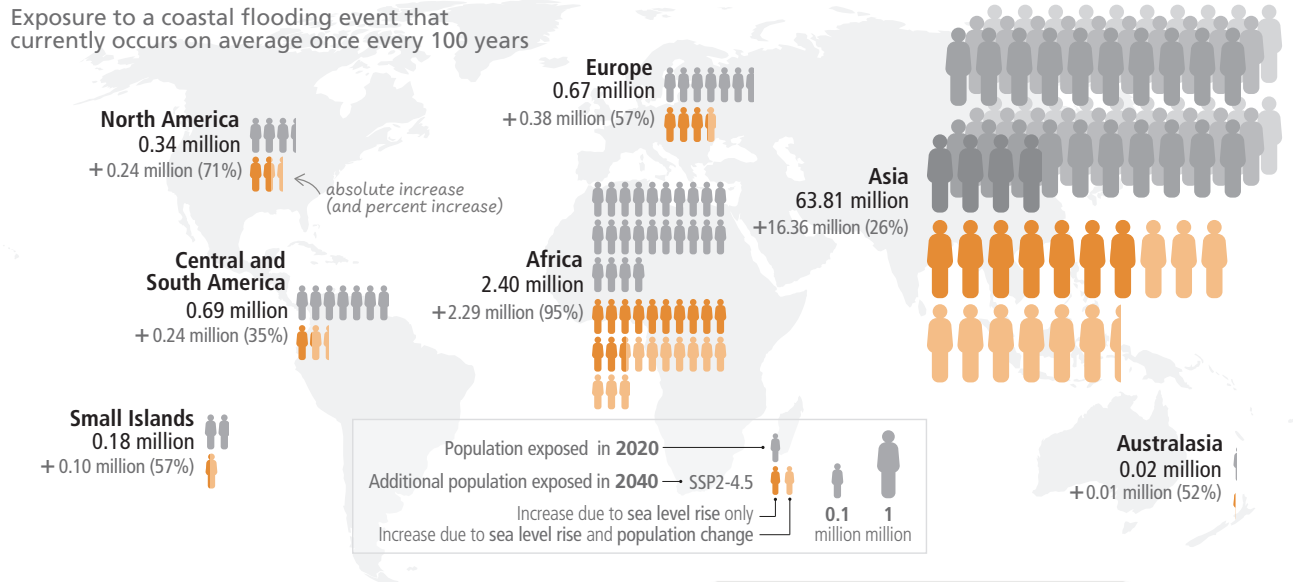 Exposure to a coastal flooding event that
currently occurs on average once every 100 years
North America
0.34 million
+ 0.24 million (71%)
absolute increase
(and percent increase)
Europe
0.67 million
+0.38 million (57%)
Asia
63.81 million
+16.36 million (26%)
Central and
South America
0.69 million
+ 0.24 million (35%)
Africa
2.40 million
+2.29 million (95%)
Small Islands
0.18 million
+ 0.10 million (57%)
Australasia
0.02 million
+0.01 million (52%)
Population exposed in 2020
Additional population exposed in 2040 SSP2-4.5
Increase due to sea level rise only
Increase due to sea level rise and population change
0.1 1
million million